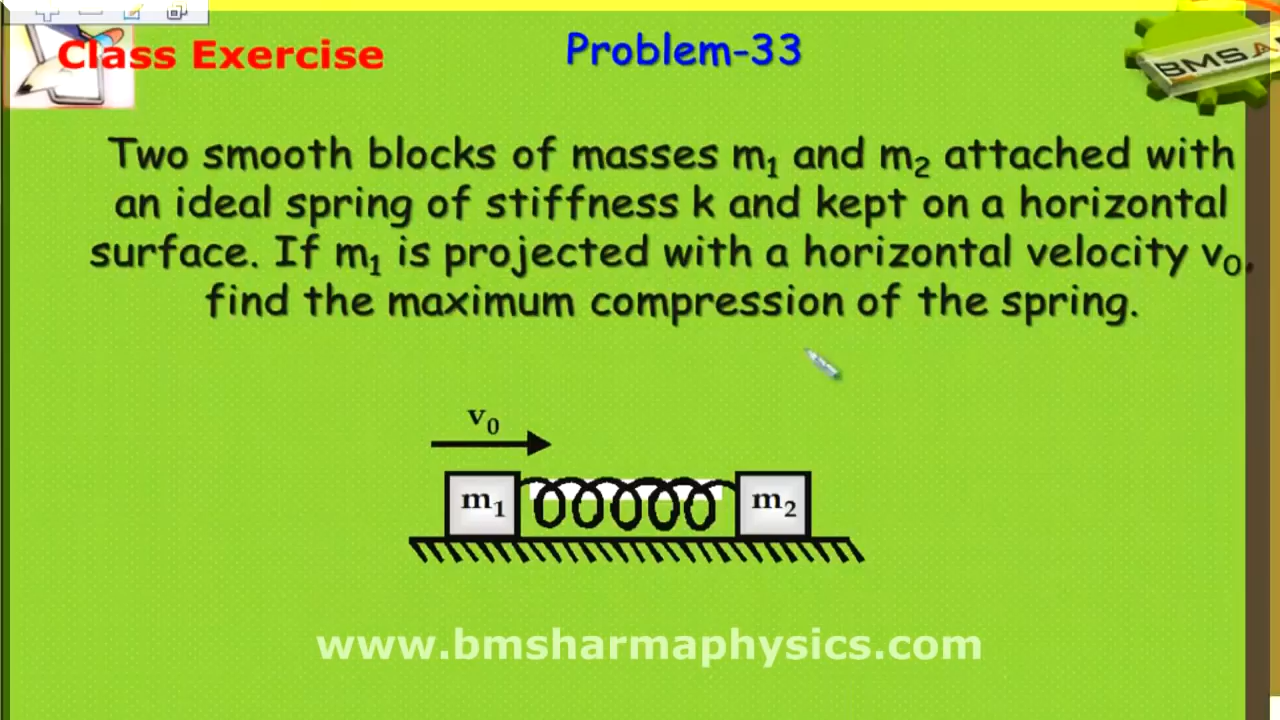 Class Exercise
Problem-33
BMS A
Two smooth blocks of masses m₁ and m₂ attached with
an ideal spring of stiffness k and kept on a horizontal
surface. If m₁ is projected with a horizontal velocity v₀,
find the maximum compression of the spring.
v₀
m₁
m₂
www.bmsharmaphysics.com